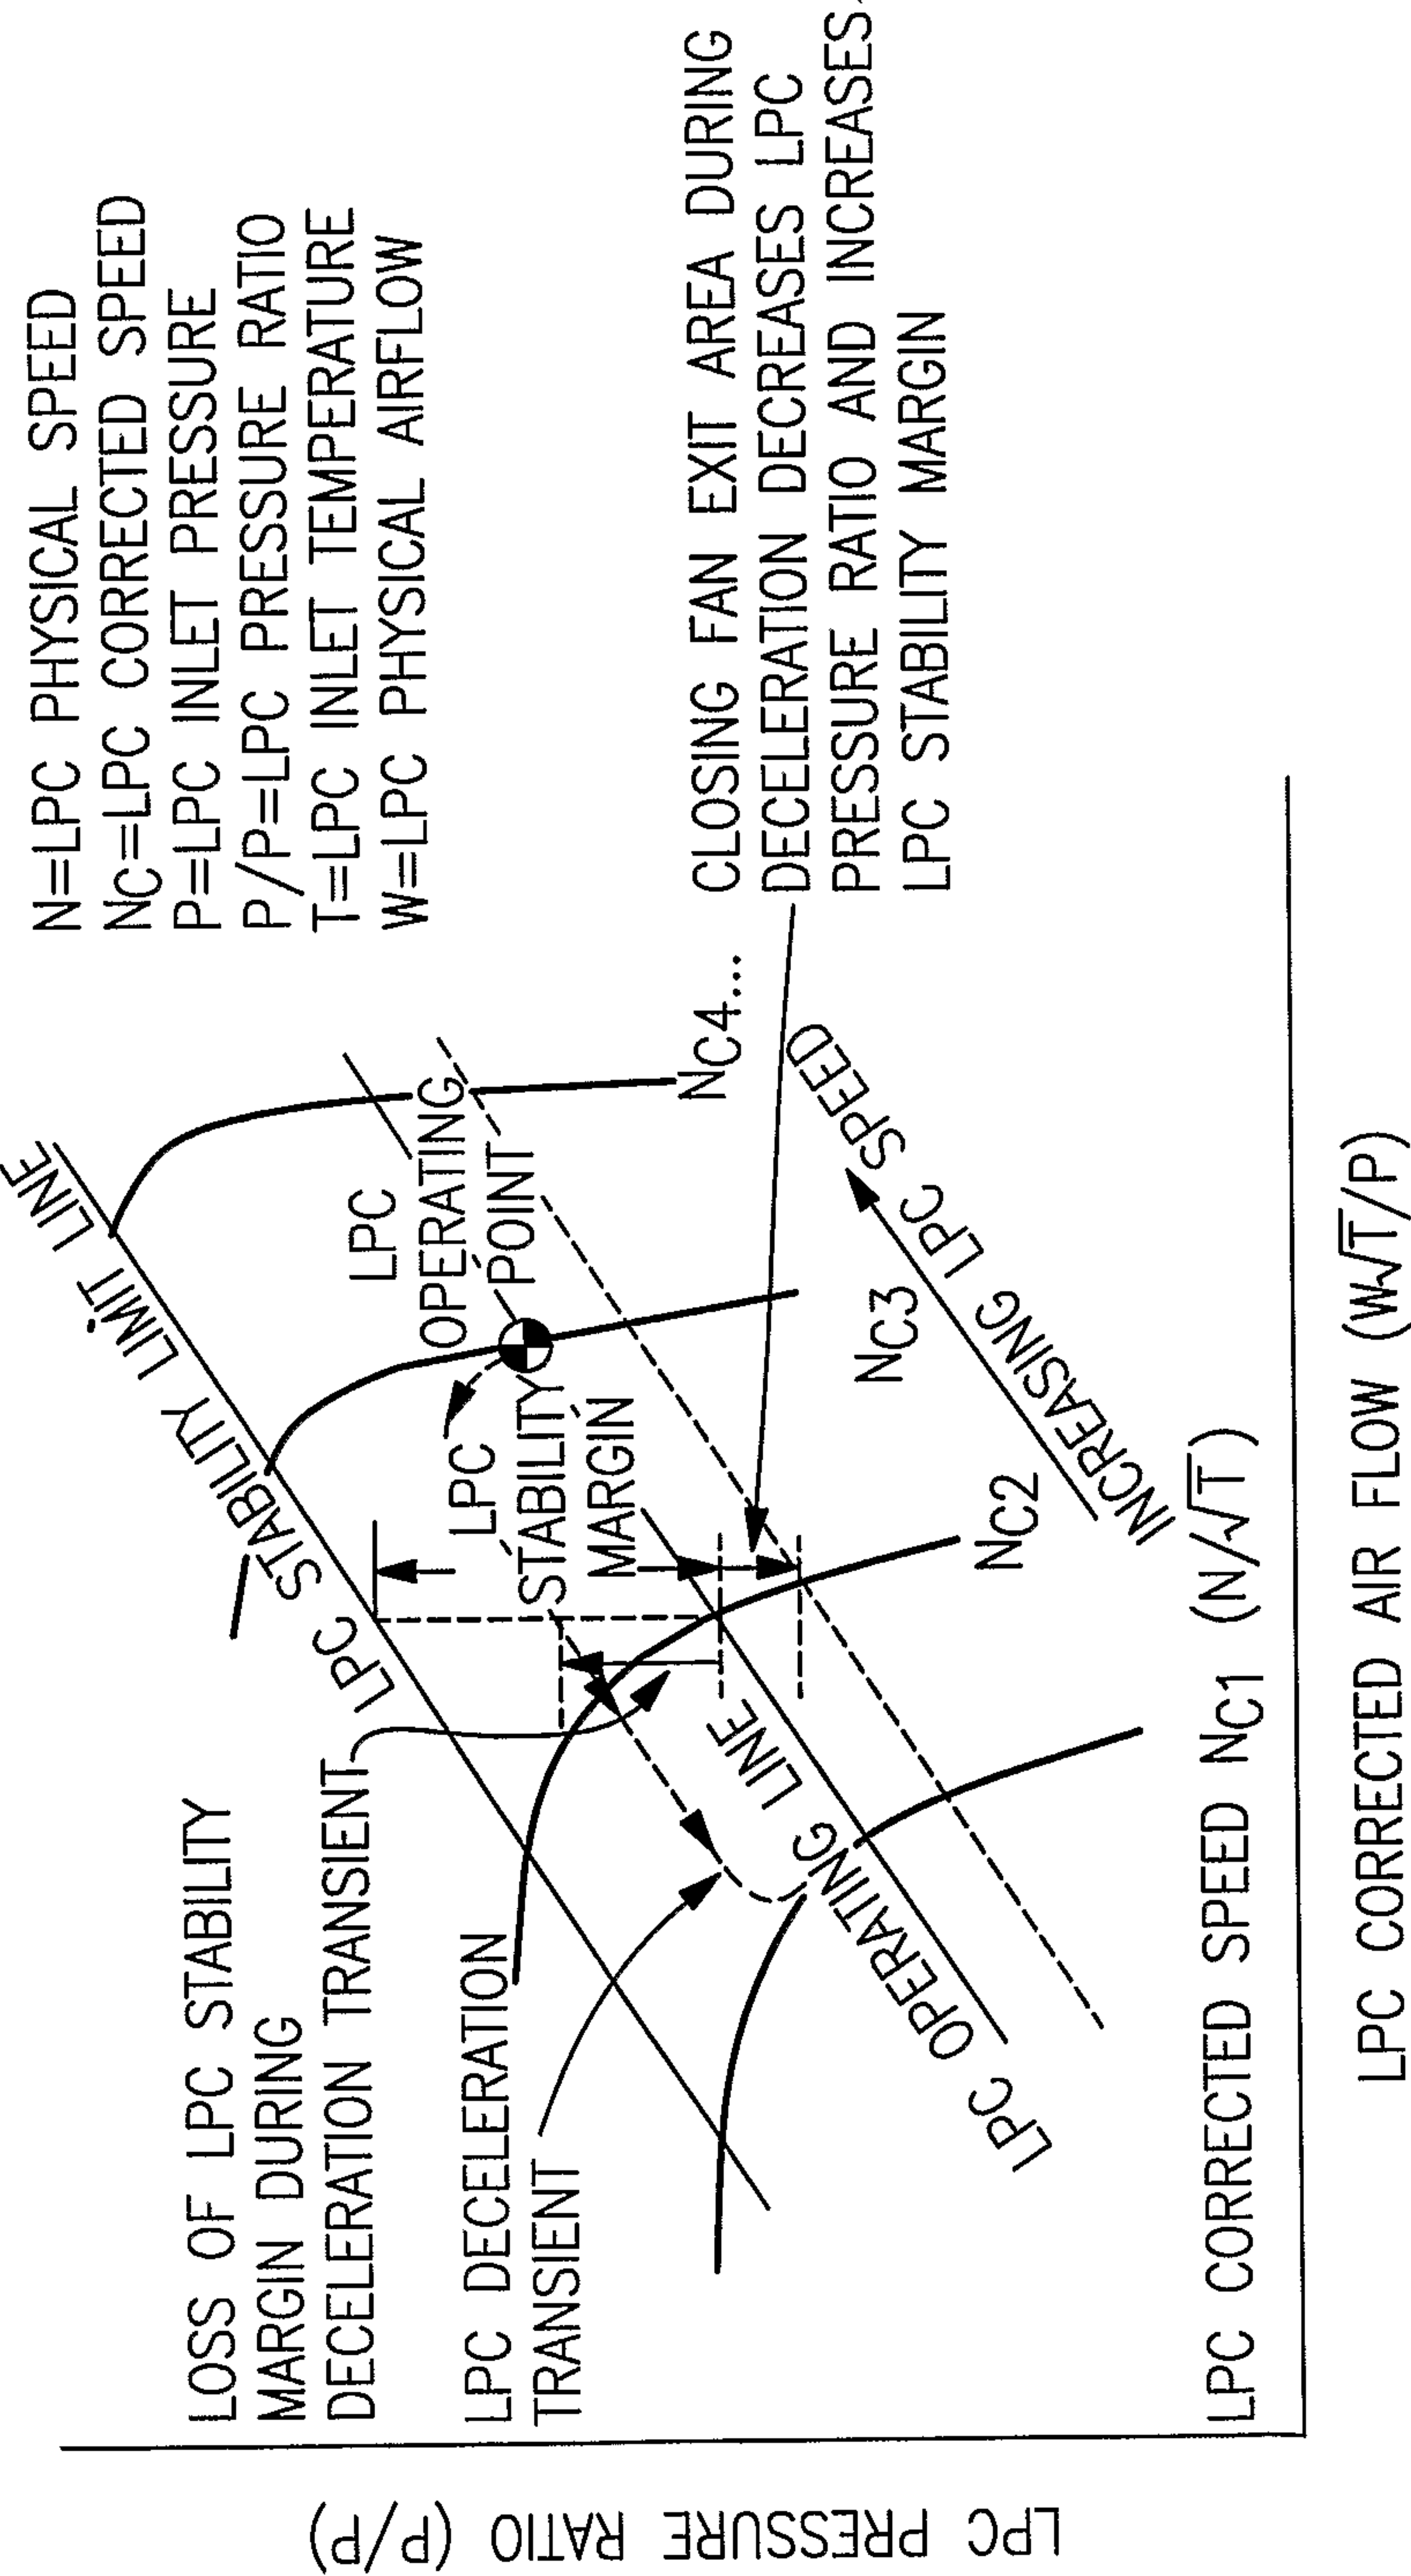 N=LPC PHYSICAL SPEED
NC=LPC CORRECTED SPEED
P=LPC INLET PRESSURE
P/P=LPC PRESSURE RATIO
T=LPC INLET TEMPERATURE
W=LPC PHYSICAL AIRFLOW
LOSS OF LPC STABILITY
MARGIN DURING
DECELERATION TRANSIENT
LPC STABILITY LIMIT LINE
LPC
OPERATING
POINT
LPC DECELERATION
TRANSIENT
LPC
STABILITY
MARGIN
CLOSING FAN EXIT AREA DURING
DECELERATION DECREASES LPC
PRESSURE RATIO AND INCREASES
LPC STABILITY MARGIN
NC4...
NC3
NC2
LPC OPERATING LINE
INCREASING LPC SPEED
LPC CORRECTED SPEED NC1 (N/√T)
LPC PRESSURE RATIO (P/P)
LPC CORRECTED AIR FLOW (W√T/P)